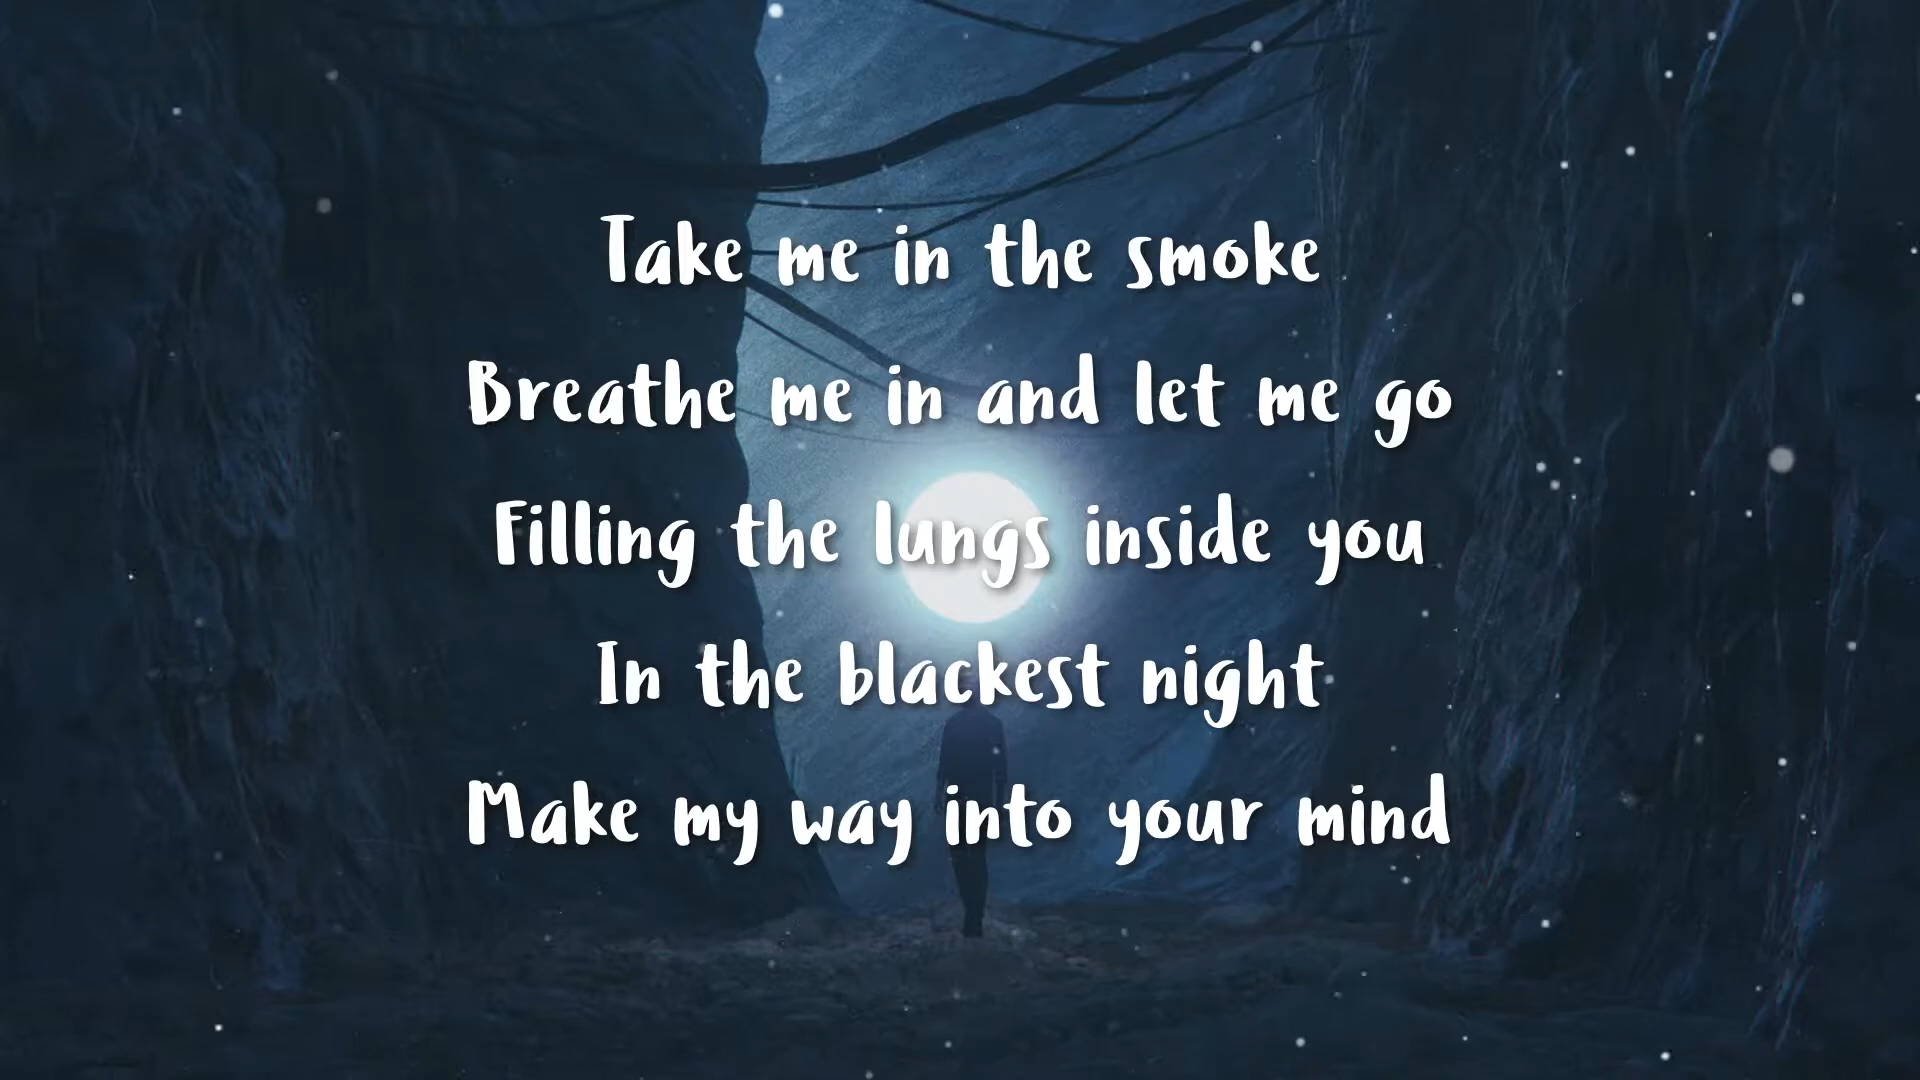 Take me in the smoke
Breathe me in and let me go
Filling the lungs inside you
In the blackest night
Make my way into your mind